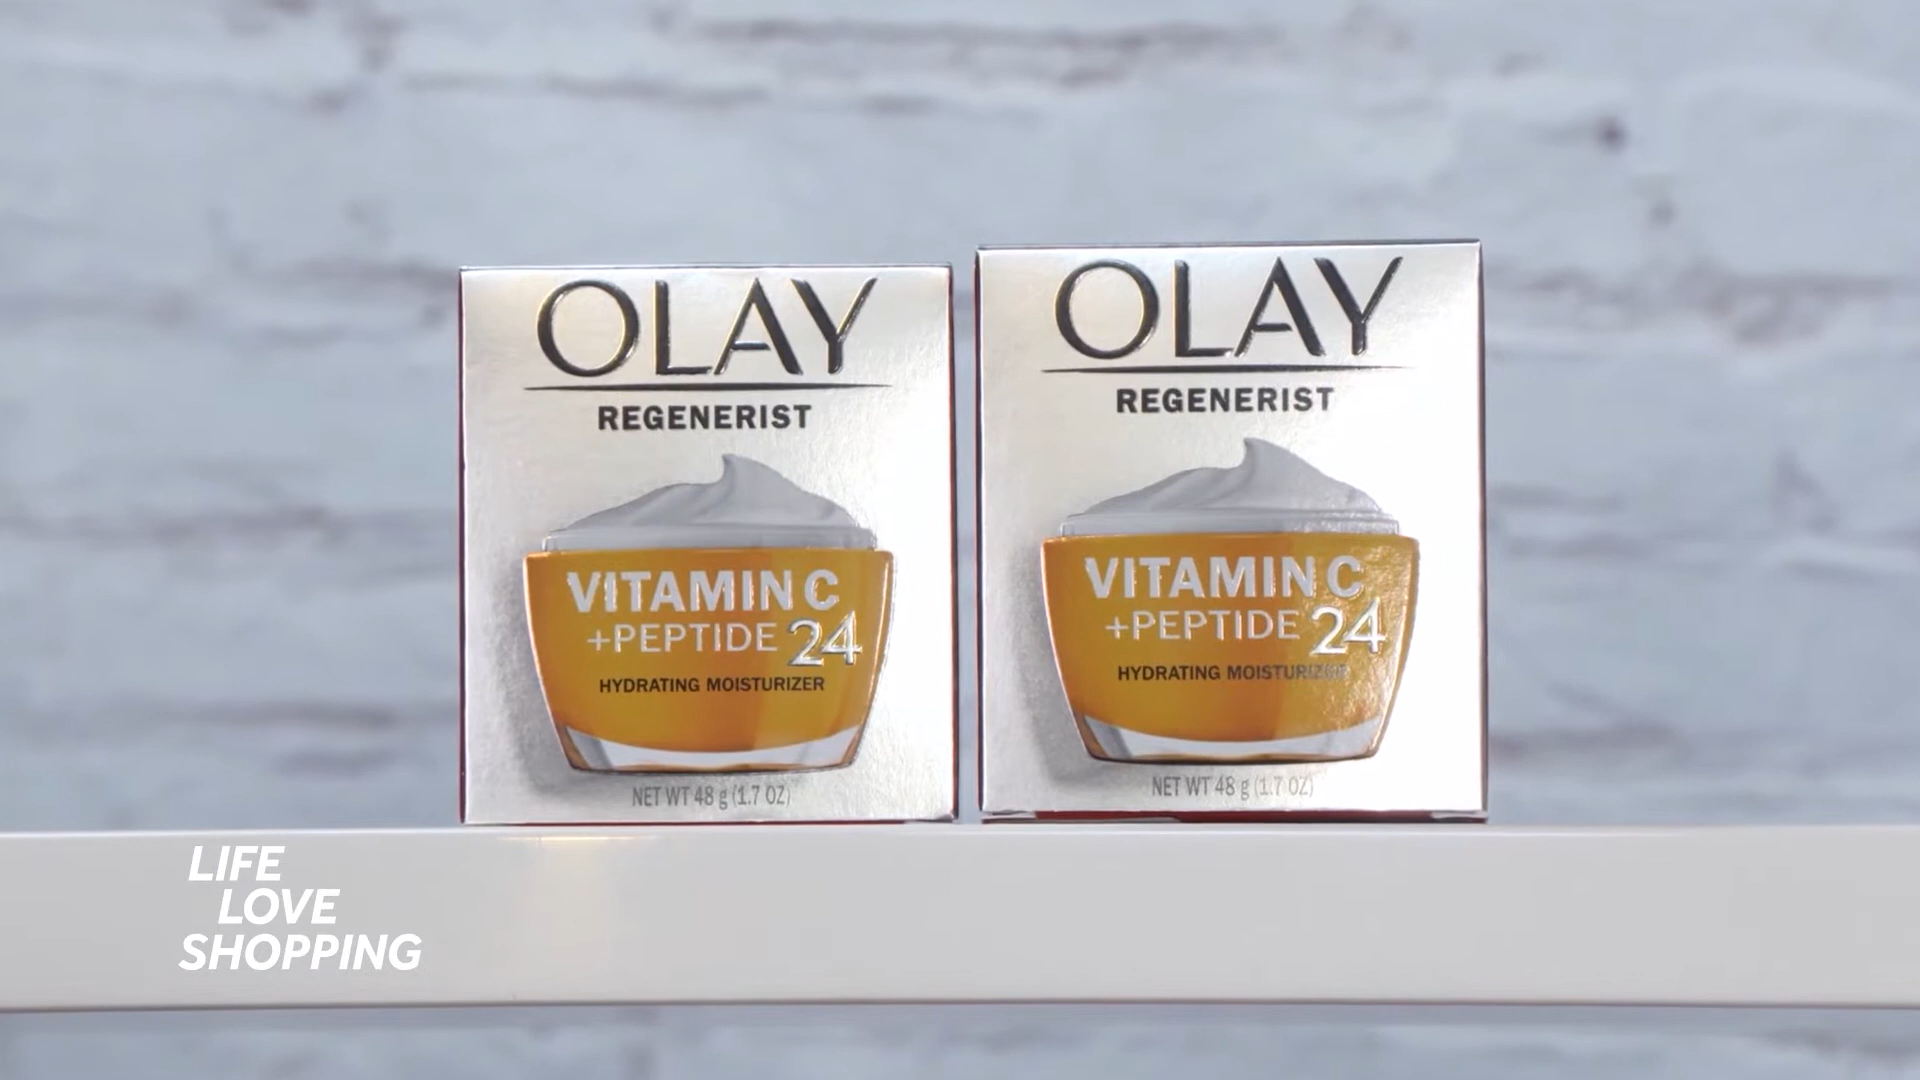 OLAY
REGENERIST
VITAMIN C
+PEPTIDE 24
HYDRATING MOISTURIZER
NET WT 48 g (1.7 OZ)
OLAY
REGENERIST
VITAMIN C
+PEPTIDE 24
HYDRATING MOISTURIZER
NET WT 48 g (1.7 OZ)
LIFE
LOVE
SHOPPING